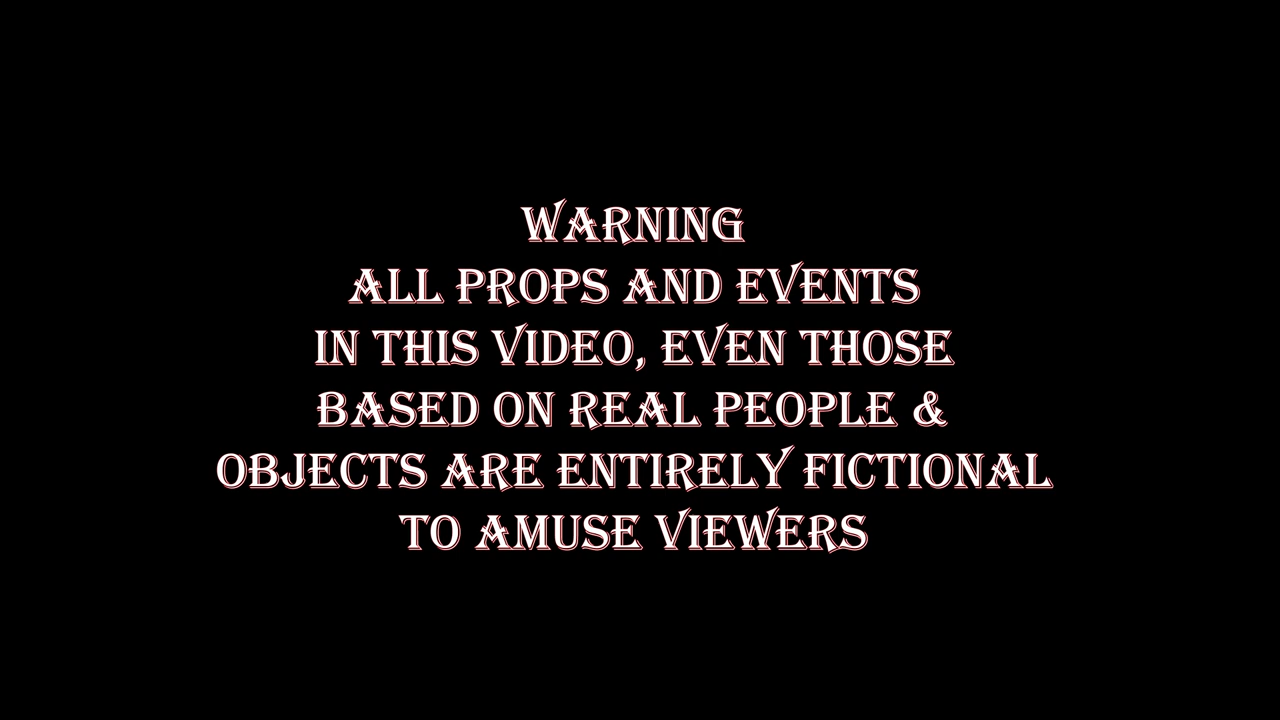 WARNING
ALL PROPS AND EVENTS
IN THIS VIDEO, EVEN THOSE
BASED ON REAL PEOPLE &
OBJECTS ARE ENTIRELY FICTIONAL
TO AMUSE VIEWERS